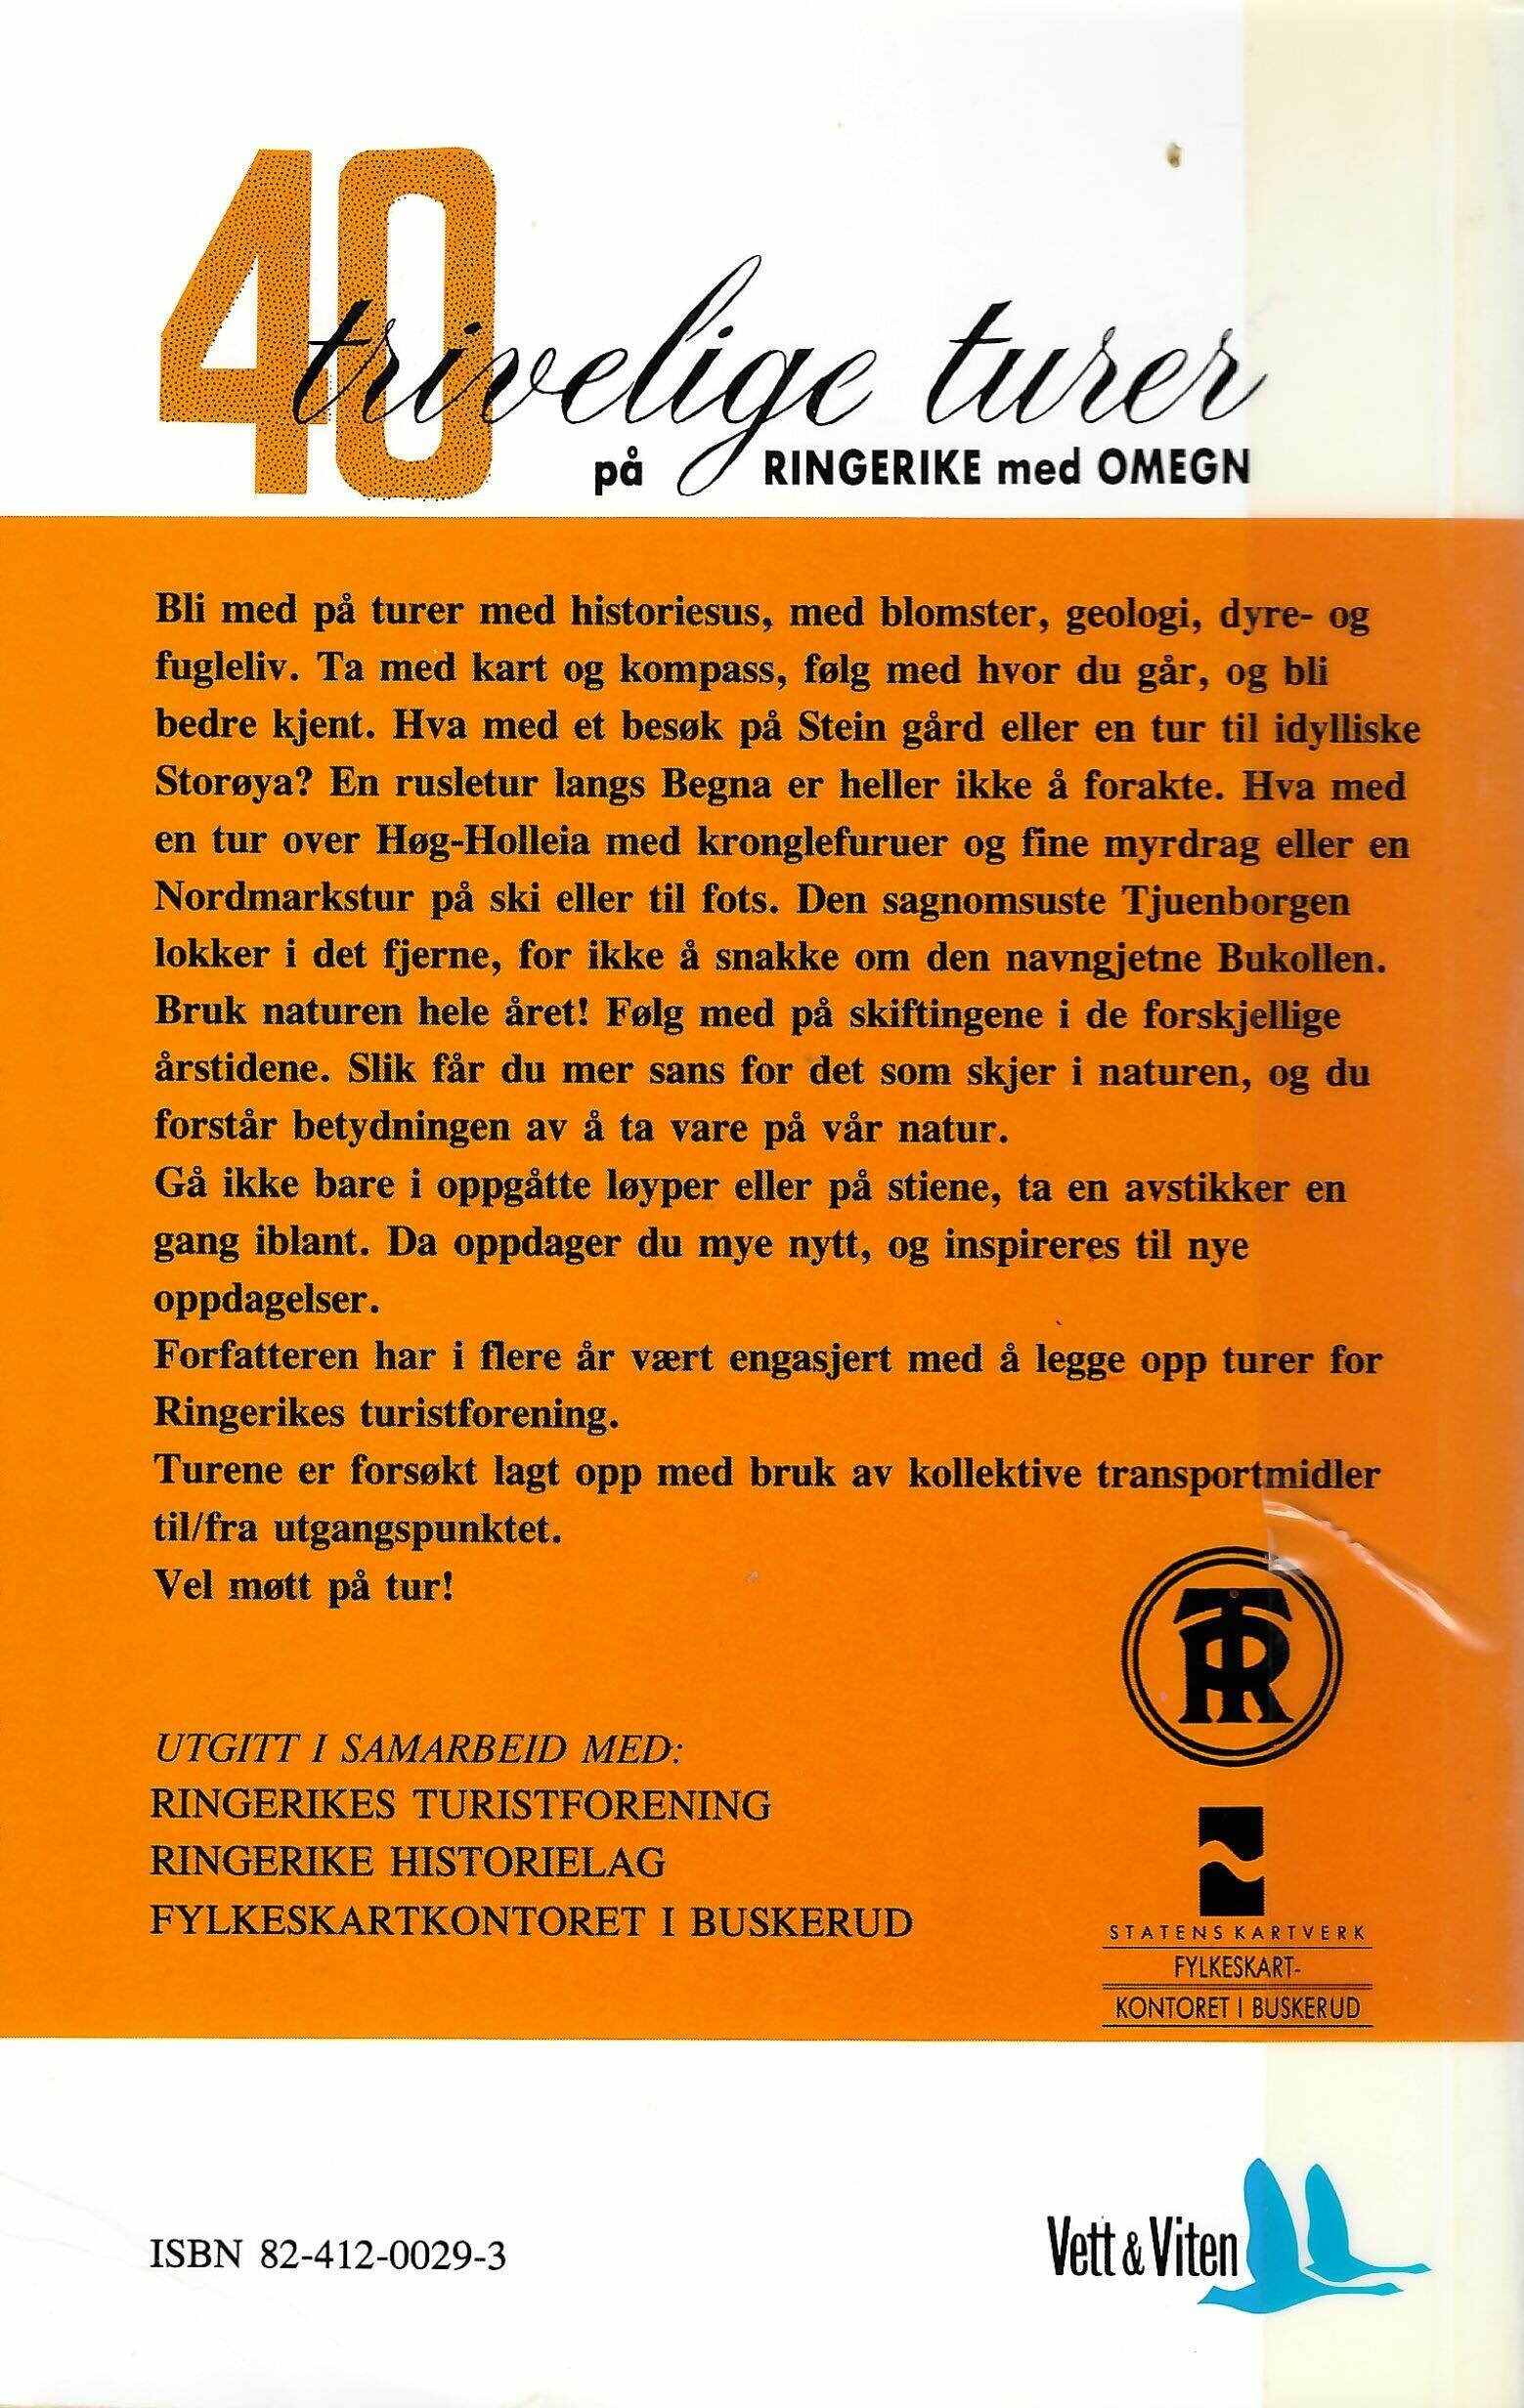 40 trivelige turer
på RINGERIKE med OMEGN
Bli med på turer med historiesus, med blomster, geologi, dyre- og
fugleliv. Ta med kart og kompass, følg med hvor du går, og bli
bedre kjent. Hva med et besøk på Stein gård eller en tur til idylliske
Storøya? En rusletur langs Begna er heller ikke å forakte. Hva med
en tur over Høg-Holleia med kronglefuruer og fine myrdrag eller en
Nordmarkstur på ski eller til fots. Den sagnomsuste Tjuenborgen
lokker i det fjerne, for ikke å snakke om den navngjetne Bukollen.
Bruk naturen hele året! Følg med på skiftingene i de forskjellige
årstidene. Slik får du mer sans for det som skjer i naturen, og du
forstår betydningen av å ta vare på vår natur.
Gå ikke bare i oppgåtte løyper eller på stiene, ta en avstikker en
gang iblant. Da oppdager du mye nytt, og inspireres til nye
oppdagelser.
Forfatteren har i flere år vært engasjert med å legge opp turer for
Ringerikes turistforening.
Turene er forsøkt lagt opp med bruk av kollektive transportmidler
til/fra utgangspunktet.
Vel møtt på tur!
RT
UTGITT I SAMARBEID MED:
RINGERIKES TURISTFORENING
RINGERIKE HISTORIELAG
FYLKESKARTKONTORET I BUSKERUD
STATENS KARTVERK
FYLKESKART-
KONTORET I BUSKERUD
ISBN 82-412-0029-3
Vett & Viten